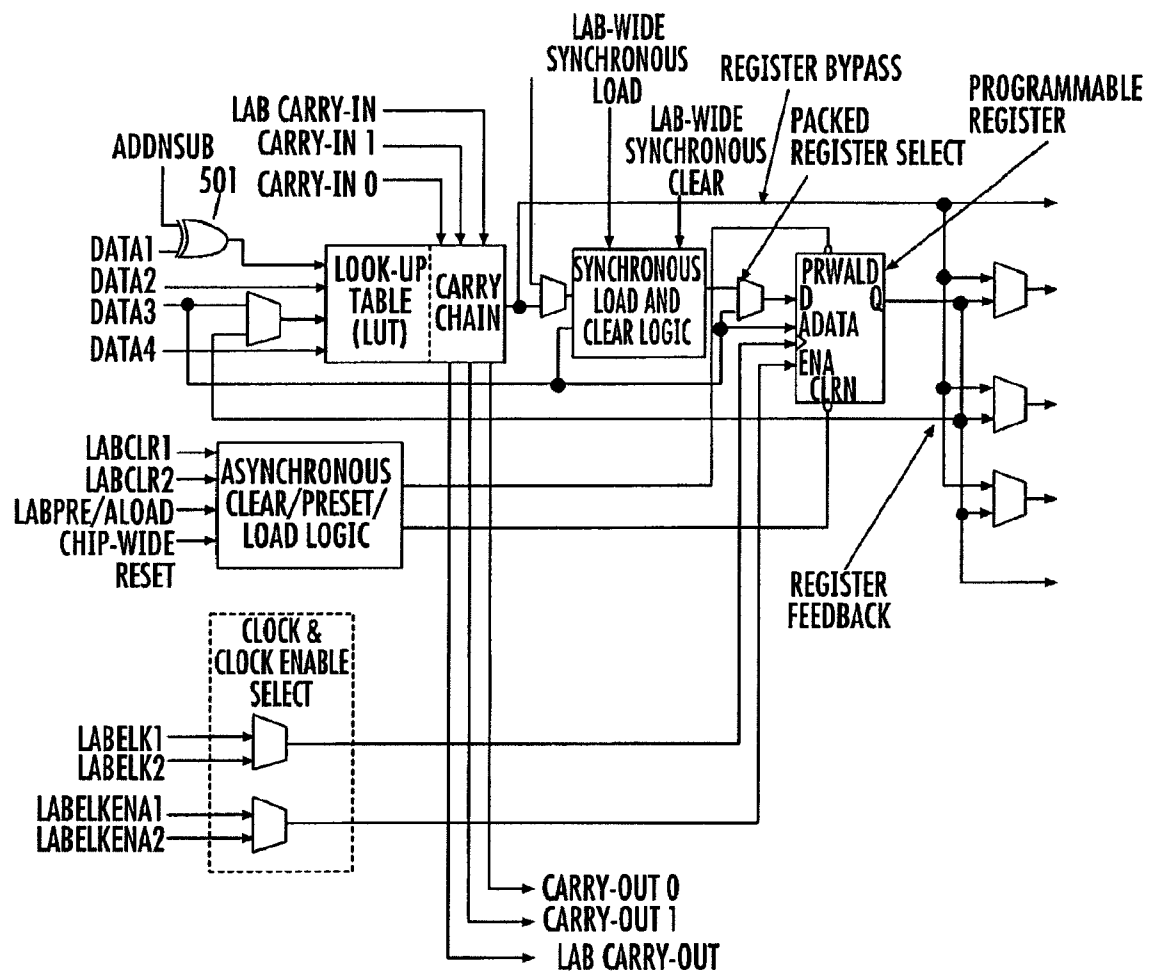 LAB-WIDE
SYNCHRONOUS
LOAD
REGISTER BYPASS
PROGRAMMABLE
REGISTER
LAB CARRY-IN
CARRY-IN 1
CARRY-IN 0
LAB-WIDE
SYNCHRONOUS
CLEAR
PACKED
REGISTER SELECT
ADDNSUB
501
DATA1
DATA2
DATA3
DATA4
LOOK-UP
TABLE
(LUT)
CARRY
CHAIN
SYNCHRONOUS
LOAD AND
CLEAR LOGIC
PRWALD
D
Q
ADATA
ENA
CLRN
LABCLR1
LABCLR2
LABPRE/ALOAD
CHIP-WIDE
RESET
ASYNCHRONOUS
CLEAR/PRESET/
LOAD LOGIC
REGISTER
FEEDBACK
CLOCK &
CLOCK ENABLE
SELECT
LABELK1
LABELK2
LABELKENA1
LABELKENA2
CARRY-OUT 0
CARRY-OUT 1
LAB CARRY-OUT